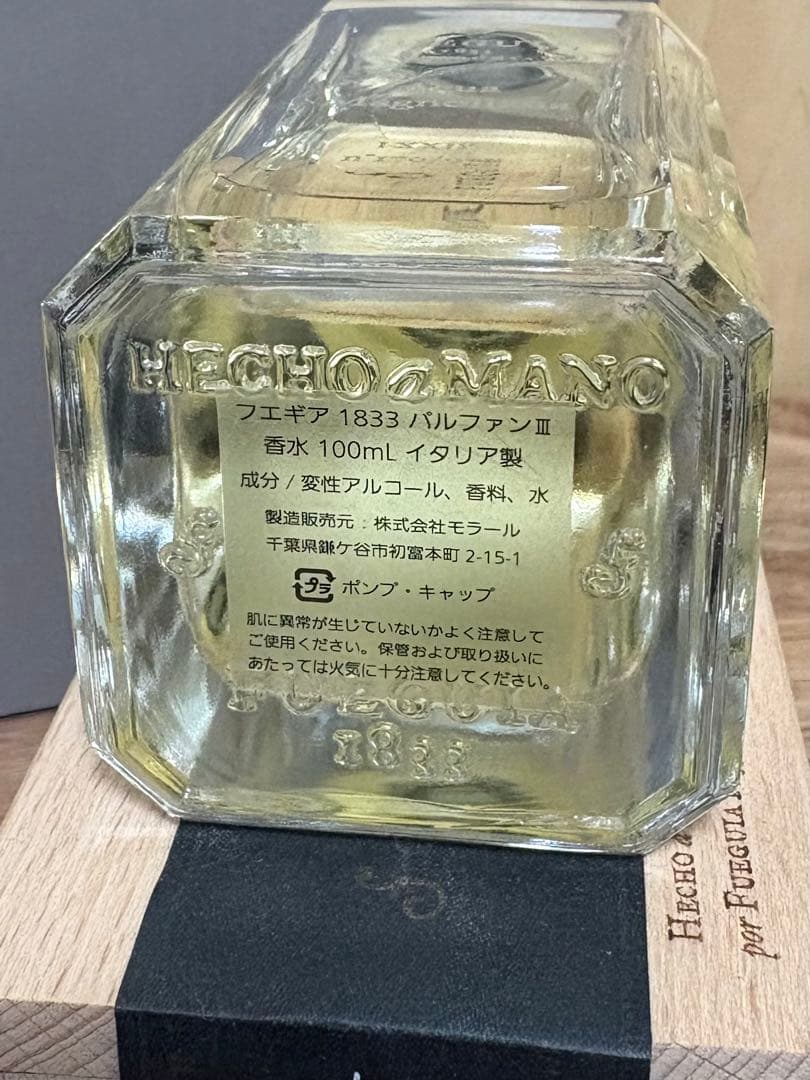 HECHO a MANO
フエギア 1833 パルファンⅢ
香水 100mL イタリア製
成分 / 変性アルコール、香料、水
製造販売元 : 株式会社モラール
千葉県鎌ケ谷市初富本町 2-15-1
プラ ポンプ・キャップ
肌に異常が生じていないかよく注意して
ご使用ください。保管および取り扱いに
あたっては火気に十分注意してください。
FUEGUIA
1833
HECHO a
por FUEGUIA